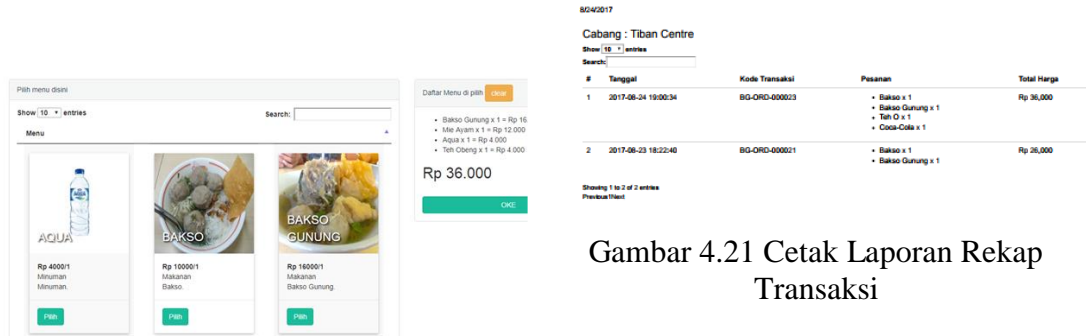 Pilih menu disini
Show 10 entries
Search:
Menu
AQUA
Rp 4000/1
Minuman
Minuman.
Pilih
BAKSO
Rp 10000/1
Makanan
Bakso.
Pilih
BAKSO
GUNUNG
Rp 16000/1
Makanan
Bakso Gunung.
Pilih
Daftar Menu di pilih clear
• Bakso Gunung x 1 = Rp 16.
• Mie Ayam x 1 = Rp 12.000
• Aqua x 1 = Rp 4.000
• Teh Obeng x 1 = Rp 4.000
Rp 36.000
OKE
8/24/2017
Cabang : Tiban Centre
Show 10 entries
Search:
# Tanggal Kode Transaksi Pesanan Total Harga
1 2017-08-24 19:00:34 BG-ORD-000023 • Bakso x 1 Rp 36,000
• Bakso Gunung x 1
• Teh O x 1
• Coca-Cola x 1
2 2017-08-23 18:22:40 BG-ORD-000021 • Bakso x 1 Rp 26,000
• Bakso Gunung x 1
Showing 1 to 2 of 2 entries
Previous1Next
Gambar 4.21 Cetak Laporan Rekap
Transaksi